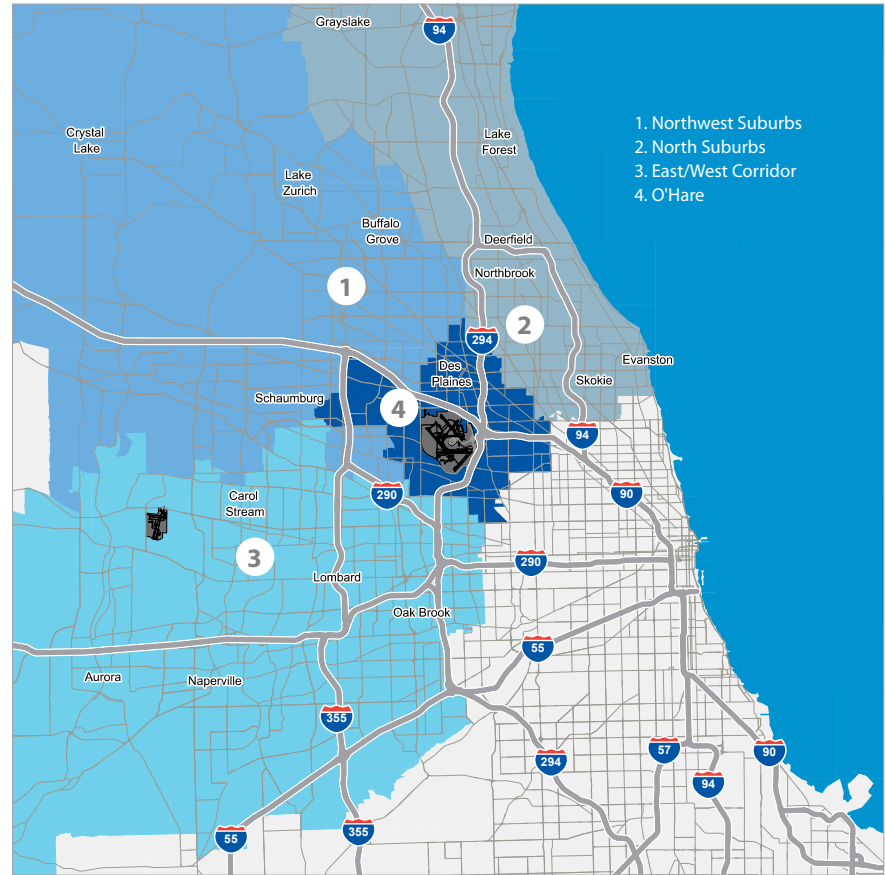 Grayslake
94
1. Northwest Suburbs
2. North Suburbs
3. East/West Corridor
4. O'Hare
Crystal
Lake
Lake
Forest
Lake
Zurich
Buffalo
Grove
Deerfield
Northbrook
1
2
294
Evanston
Des
Plaines
Skokie
Schaumburg
4
94
290
90
Carol
Stream
3
290
Lombard
Oak Brook
55
Aurora
Naperville
355
57
90
294
94
55
355